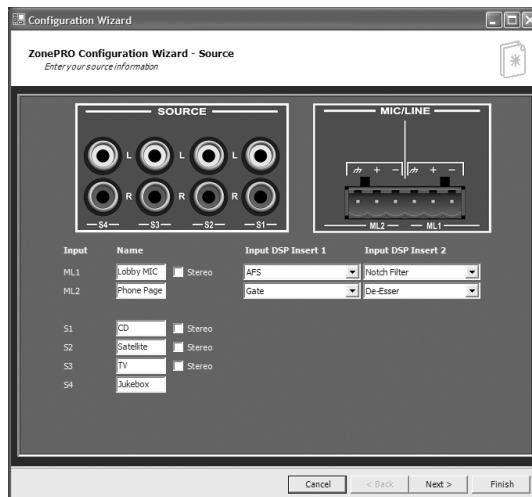 Configuration Wizard
ZonePRO Configuration Wizard - Source
Enter your source information
SOURCE
MIC/LINE
L L L L
+ - + -
R R R R
S4 S3 S2 S1
ML2 ML1
Input Name Input DSP Insert 1 Input DSP Insert 2
ML1 Lobby MIC Stereo AFS Notch Filter
ML2 Phone Page Gate De-Esser
S1 CD Stereo
S2 Satellite Stereo
S3 TV Stereo
S4 Jukebox
Cancel < Back Next > Finish